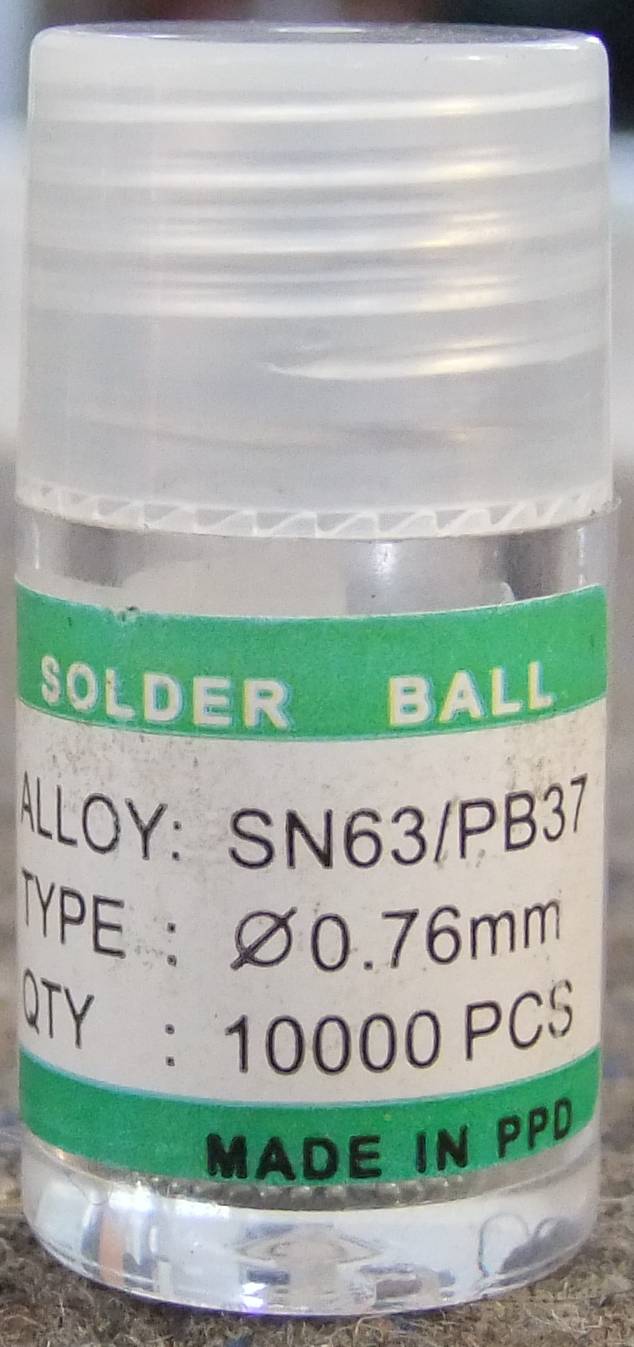 SOLDER BALL
ALLOY: SN63/PB37
TYPE : Ø0.76mm
QTY : 10000 PCS
MADE IN PPD